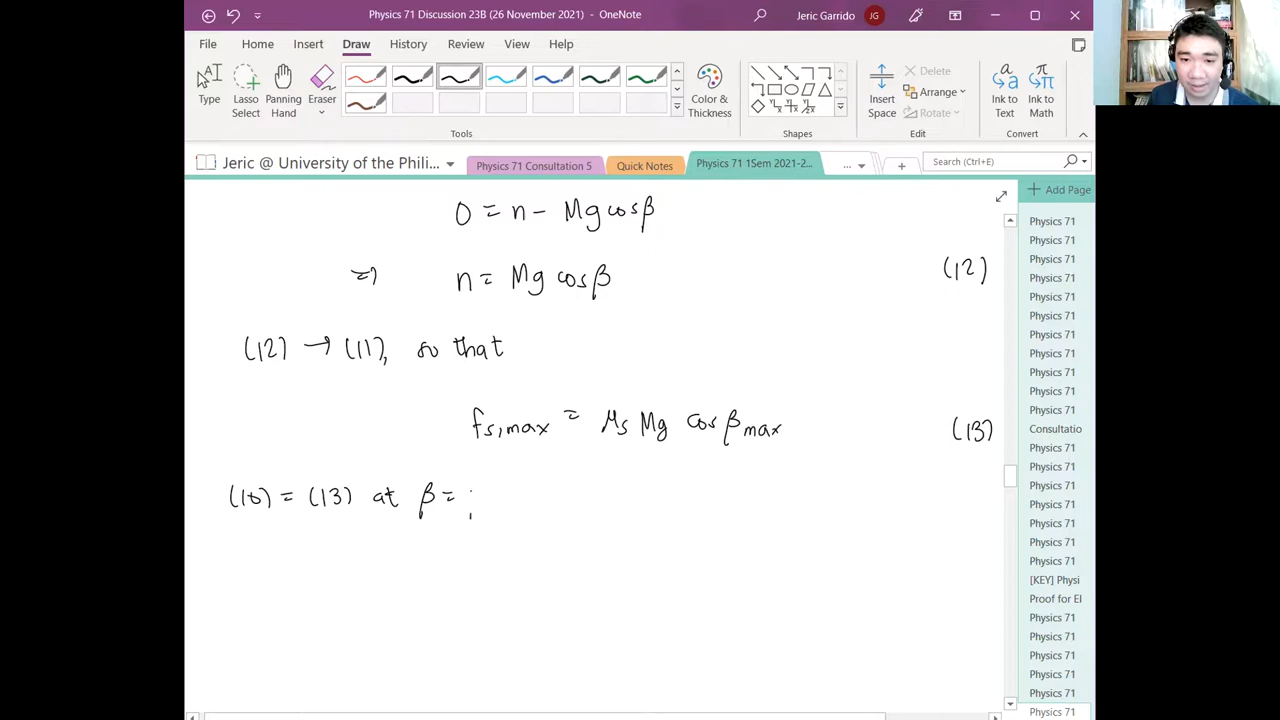 Physics 71 Discussion 23B (26 November 2021) - OneNote
Jeric Garrido
JG
File Home Insert Draw History Review View Help
Type
Lasso Select
Panning Hand
Eraser
Tools
Color & Thickness
Shapes
Insert Space
Delete
Arrange
Rotate
Edit
Ink to Text
Ink to Math
Convert
Jeric @ University of the Phili...
Physics 71 Consultation 5
Quick Notes
Physics 71 1Sem 2021-2...
...
Search (Ctrl+E)
Add Page
0 = n - Mg cos β
⇒ n = Mg cos β (12)
(12) → (11), so that
fs,max = μs Mg cos βmax (13)
(10) = (13) at β =
Physics 71
Physics 71
Physics 71
Physics 71
Physics 71
Physics 71
Physics 71
Physics 71
Physics 71
Physics 71
Physics 71
Consultatio
Physics 71
Physics 71
Physics 71
Physics 71
Physics 71
Physics 71
Physics 71
[KEY] Physi
Proof for El
Physics 71
Physics 71
Physics 71
Physics 71
Physics 71
Physics 71